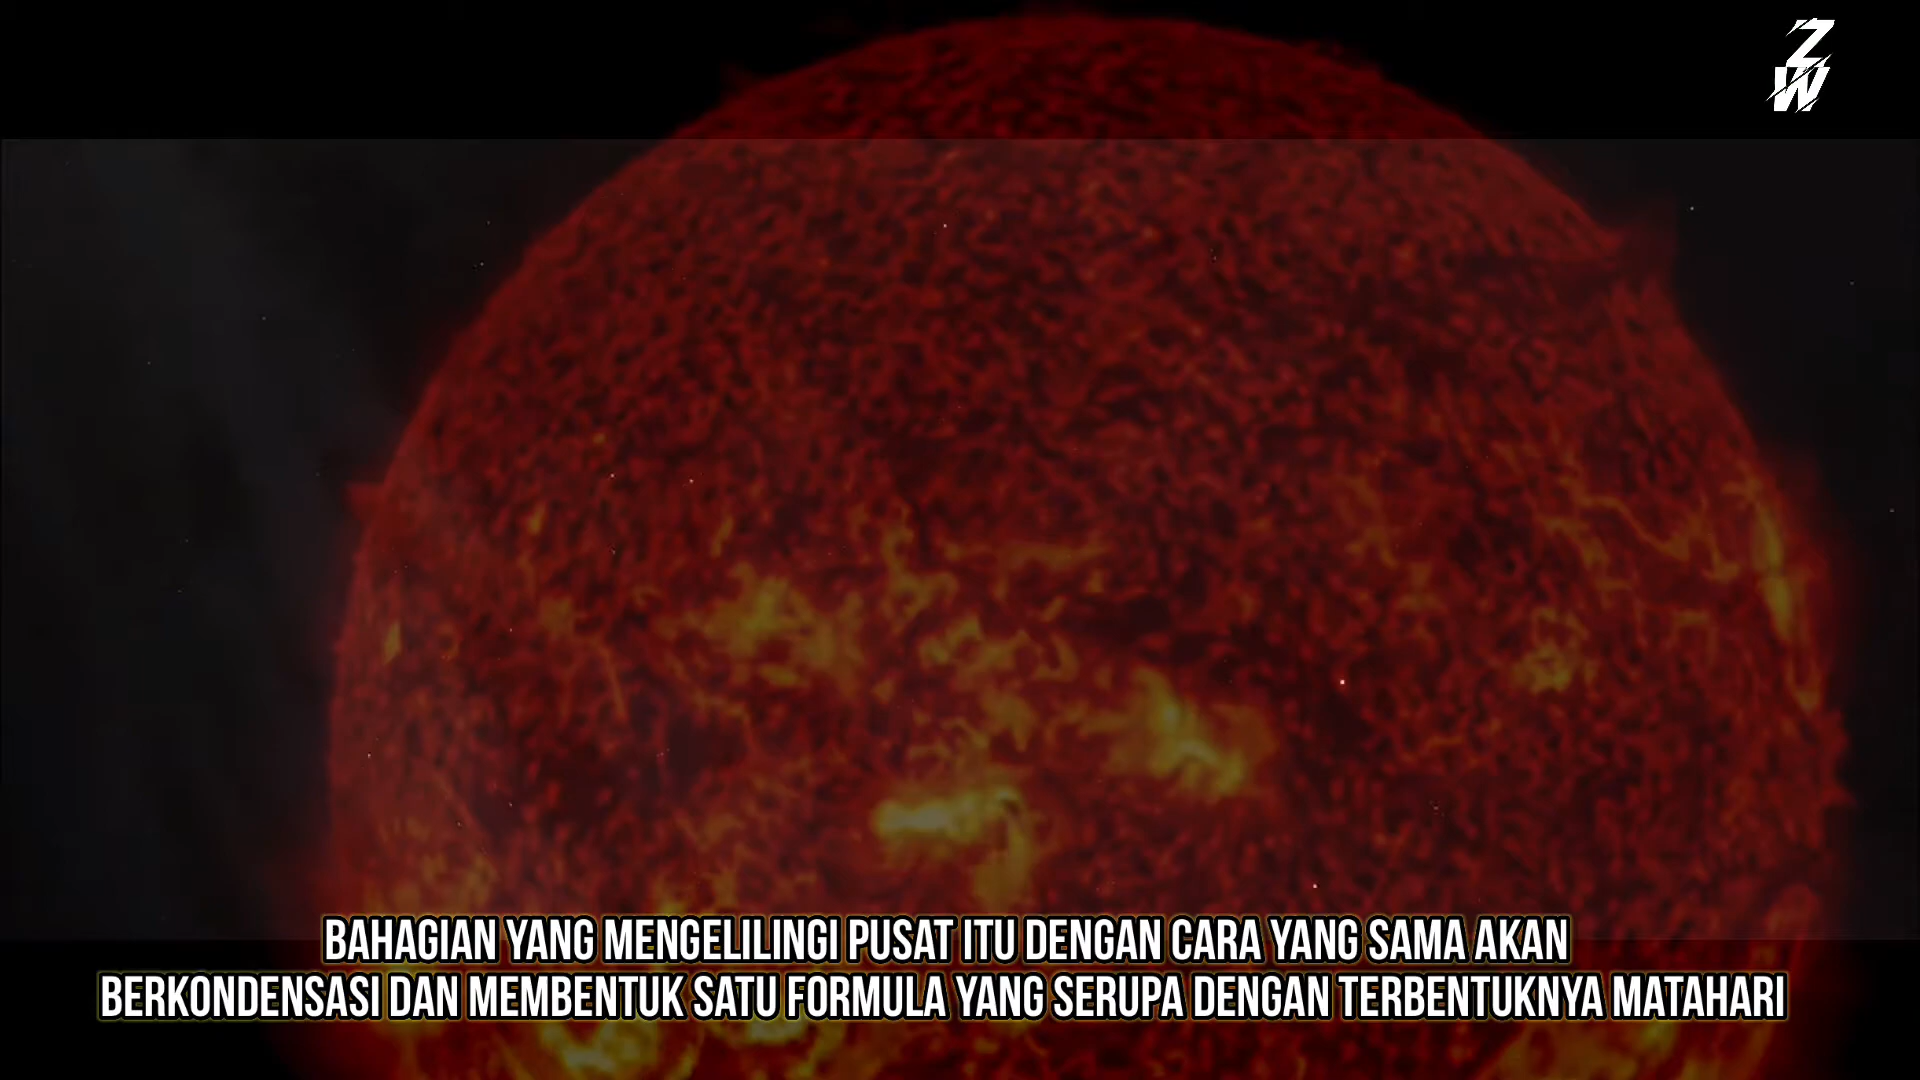 Z
W
BAHAGIAN YANG MENGELILINGI PUSAT ITU DENGAN CARA YANG SAMA AKAN
BERKONDENSASI DAN MEMBENTUK SATU FORMULA YANG SERUPA DENGAN TERBENTUKNYA MATAHARI